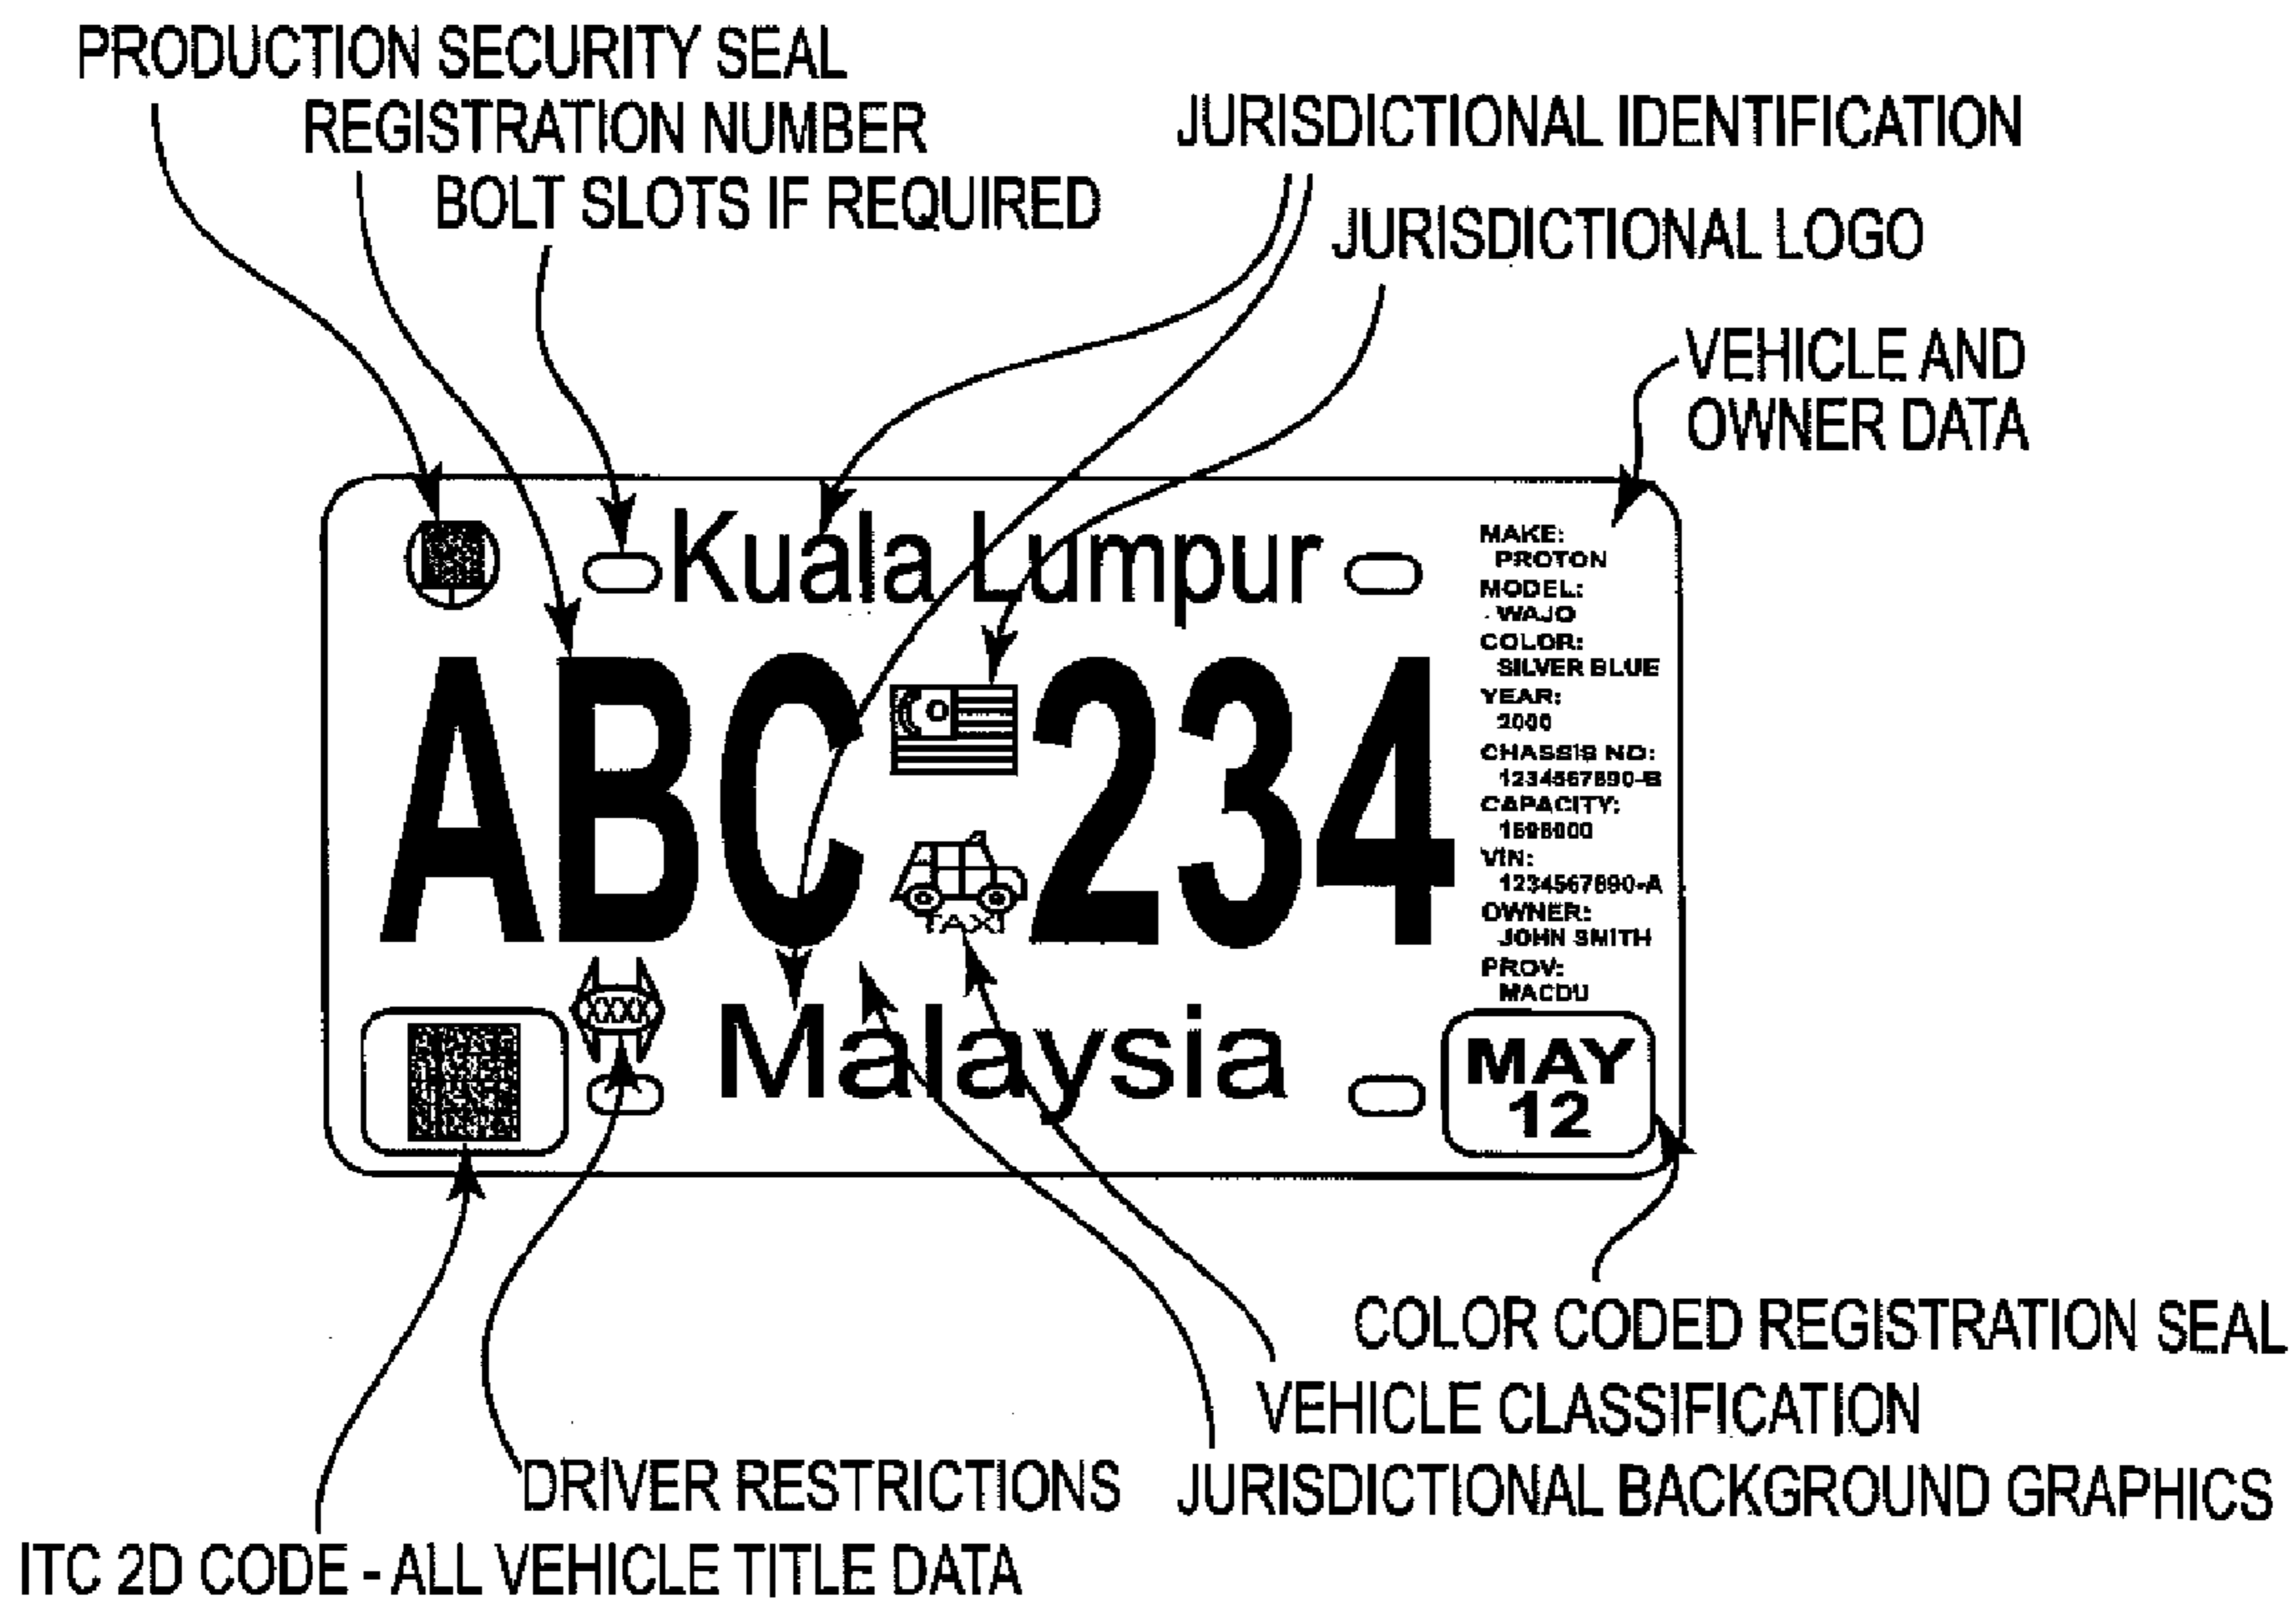 PRODUCTION SECURITY SEAL
REGISTRATION NUMBER
BOLT SLOTS IF REQUIRED
JURISDICTIONAL IDENTIFICATION
JURISDICTIONAL LOGO
VEHICLE AND
OWNER DATA
Kuala Lumpur
ABC 234
TAXI
XXXX
Malaysia
MAKE:
PROTON
MODEL:
WAJO
COLOR:
SILVER BLUE
YEAR:
2000
CHASSIS NO:
1234567890-B
CAPACITY:
VIN:
1234567890-A
OWNER:
JOHN SMITH
PROV:
MACDU
MAY
12
COLOR CODED REGISTRATION SEAL
VEHICLE CLASSIFICATION
DRIVER RESTRICTIONS
JURISDICTIONAL BACKGROUND GRAPHICS
ITC 2D CODE - ALL VEHICLE TITLE DATA